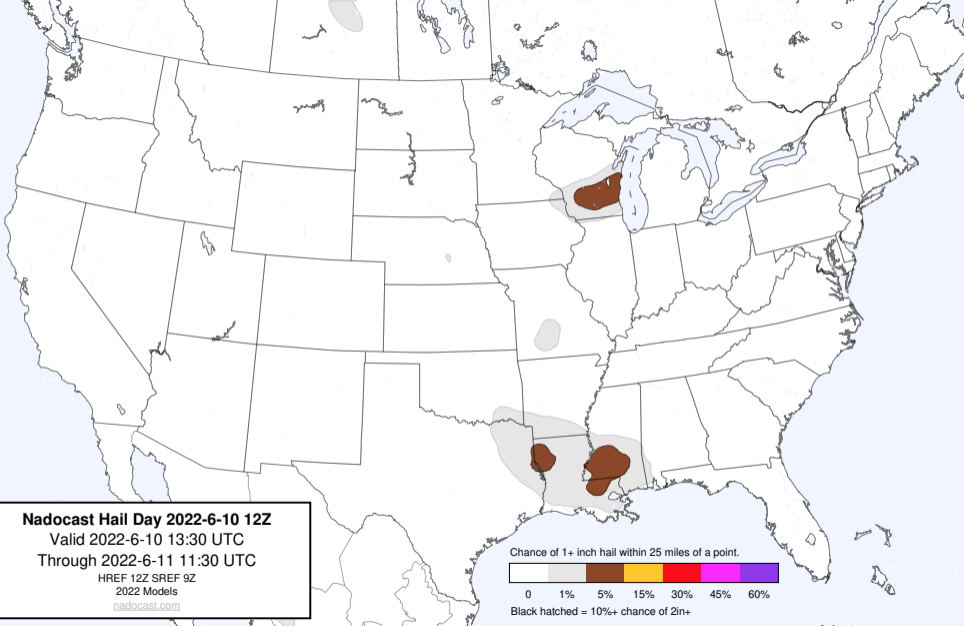 Nadocast Hail Day 2022-6-10 12Z
Valid 2022-6-10 13:30 UTC
Through 2022-6-11 11:30 UTC
HREF 12Z SREF 9Z
2022 Models
nadocast.com
Chance of 1+ inch hail within 25 miles of a point.
0 1% 5% 15% 30% 45% 60%
Black hatched = 10%+ chance of 2in+